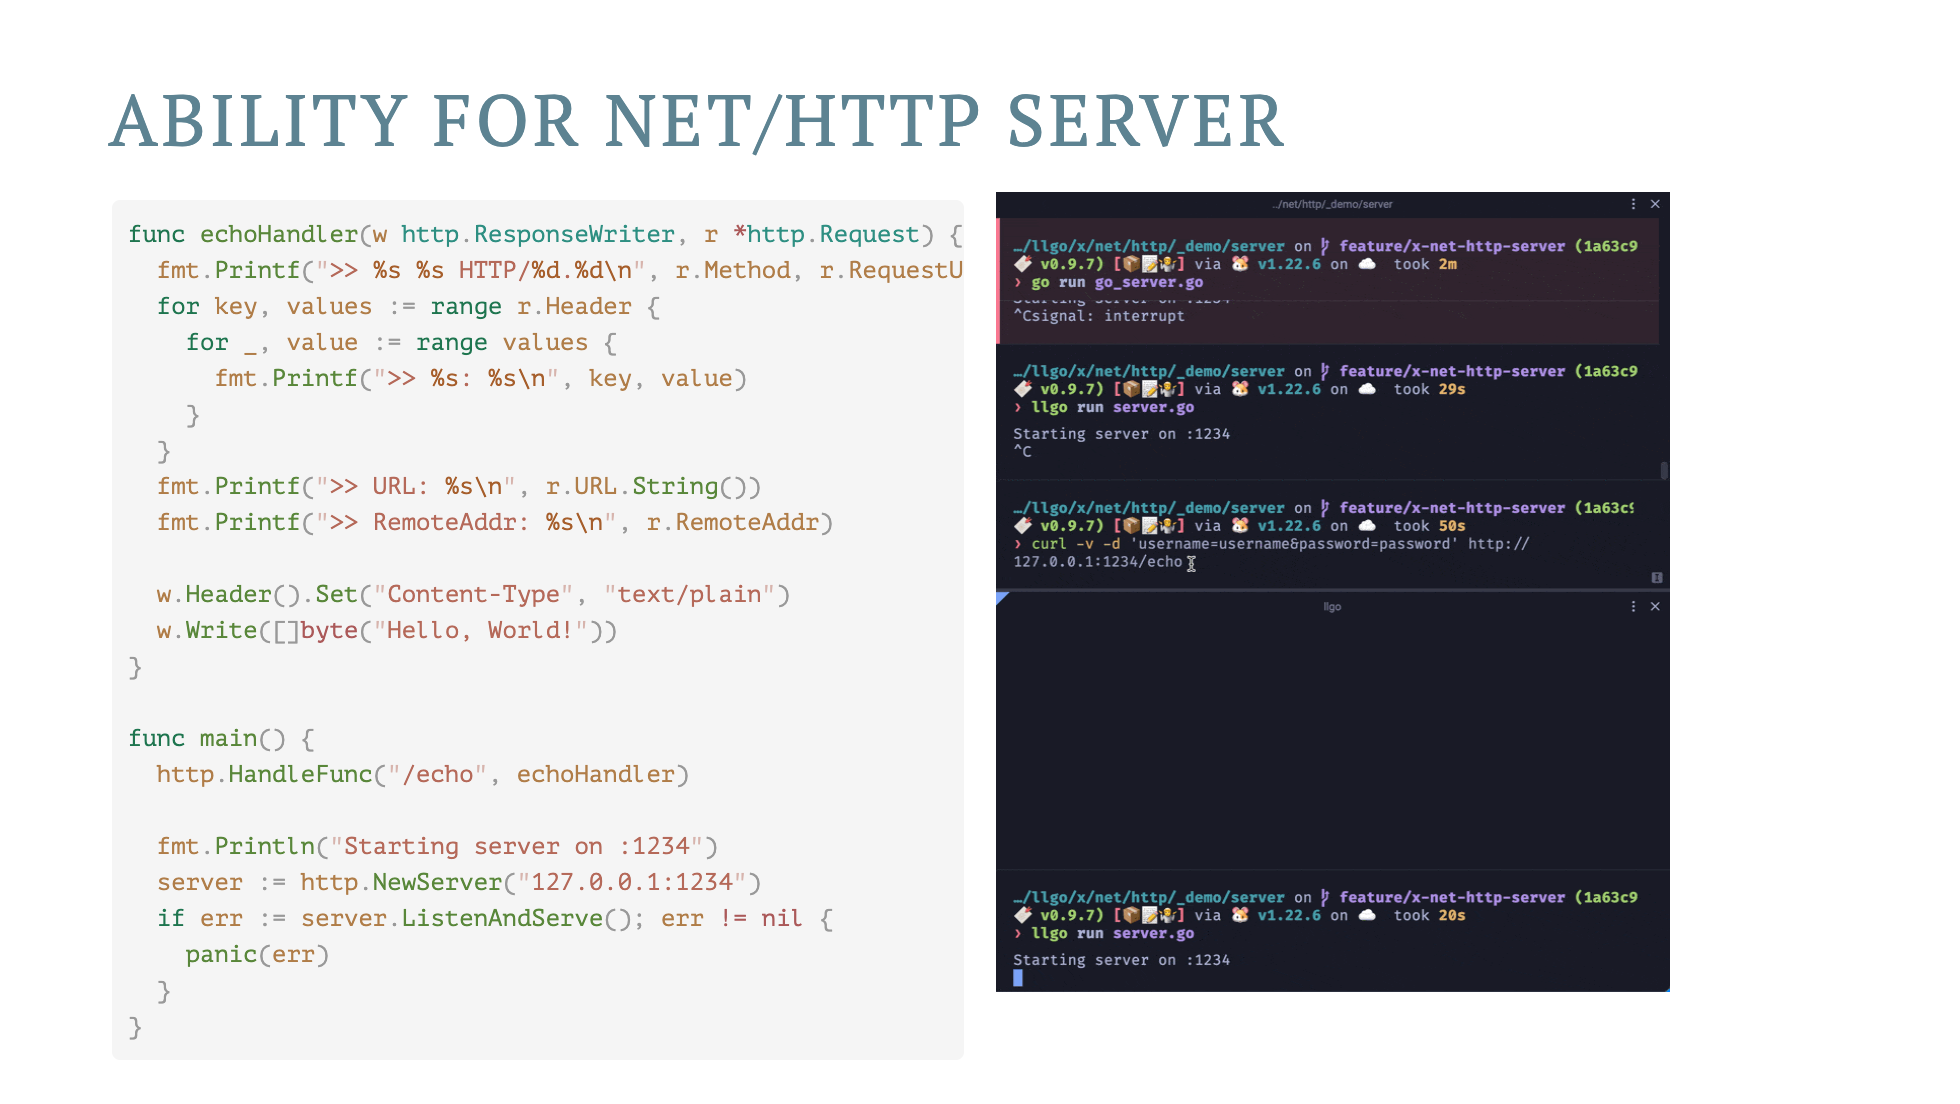 ABILITY FOR NET/HTTP SERVER
func echoHandler(w http.ResponseWriter, r *http.Request) {
  fmt.Printf(">> %s %s HTTP/%d.%d\n", r.Method, r.RequestU
  for key, values := range r.Header {
    for _, value := range values {
      fmt.Printf(">> %s: %s\n", key, value)
    }
  }
  fmt.Printf(">> URL: %s\n", r.URL.String())
  fmt.Printf(">> RemoteAddr: %s\n", r.RemoteAddr)
  w.Header().Set("Content-Type", "text/plain")
  w.Write([]byte("Hello, World!"))
}
func main() {
  http.HandleFunc("/echo", echoHandler)
  fmt.Println("Starting server on :1234")
  server := http.NewServer("127.0.0.1:1234")
  if err := server.ListenAndServe(); err != nil {
    panic(err)
  }
}
../net/http/_demo/server
…/llgo/x/net/http/_demo/server on feature/x-net-http-server (1a63c9
v0.9.7) [📦📝🤷] via 🐹 v1.22.6 on ☁️ took 2m
❯ go run go_server.go
Starting server on :1234
^Csignal: interrupt
…/llgo/x/net/http/_demo/server on feature/x-net-http-server (1a63c9
v0.9.7) [📦📝🤷] via 🐹 v1.22.6 on ☁️ took 29s
❯ llgo run server.go
Starting server on :1234
^C
…/llgo/x/net/http/_demo/server on feature/x-net-http-server (1a63c9
v0.9.7) [📦📝🤷] via 🐹 v1.22.6 on ☁️ took 50s
❯ curl -v -d 'username=username&password=password' http://
127.0.0.1:1234/echo
llgo
…/llgo/x/net/http/_demo/server on feature/x-net-http-server (1a63c9
v0.9.7) [📦📝🤷] via 🐹 v1.22.6 on ☁️ took 20s
❯ llgo run server.go
Starting server on :1234